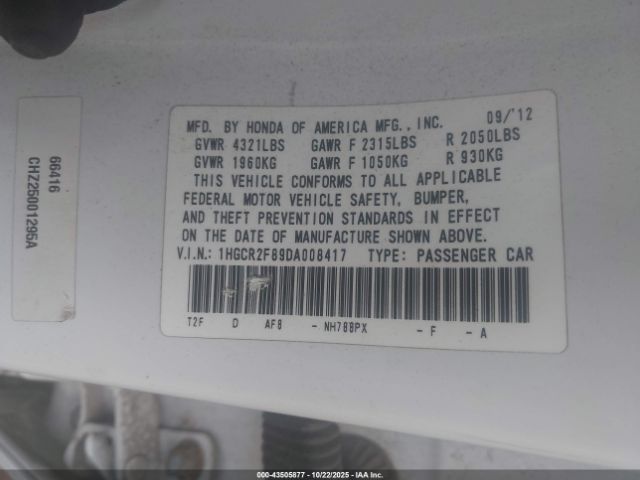 66416
CHZ25001295A
09/'12
MFD. BY HONDA OF AMERICA MFG., INC.
GVWR 4321LBS GAWR F 2315LBS R 2050LBS
GVWR 1960KG GAWR F 1050KG R 930KG
THIS VEHICLE CONFORMS TO ALL APPLICABLE
FEDERAL MOTOR VEHICLE SAFETY, BUMPER,
AND THEFT PREVENTION STANDARDS IN EFFECT
ON THE DATE OF MANUFACTURE SHOWN ABOVE.
V.I.N.: 1HGCR2F89DA008417 TYPE: PASSENGER CAR
T2F D AF8 - NH788PX - F - A
000-43505877 - 10/22/2025 - IAA, Inc.